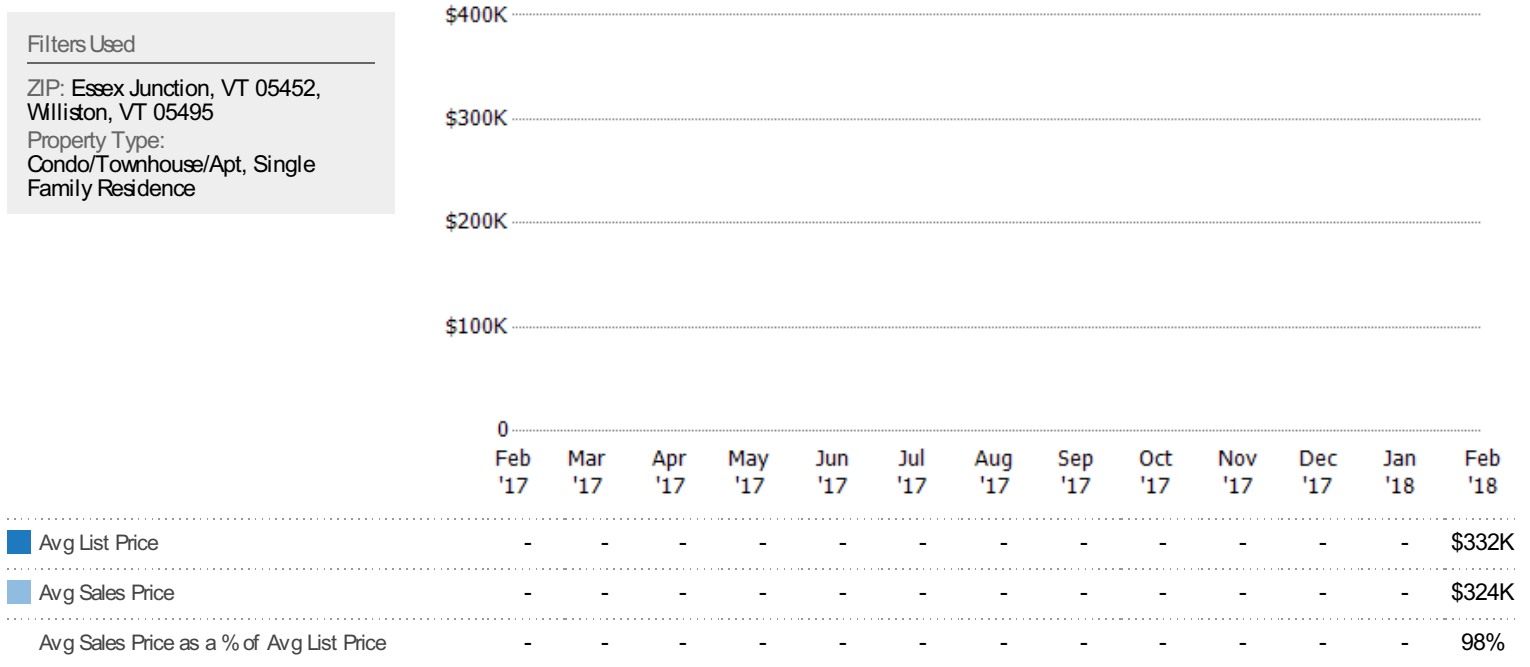 Filters Used
ZIP: Essex Junction, VT 05452,
Williston, VT 05495
Property Type:
Condo/Townhouse/Apt, Single
Family Residence
$400K
$300K
$200K
$100K
0
Feb Mar Apr May Jun Jul Aug Sep Oct Nov Dec Jan Feb
'17 '17 '17 '17 '17 '17 '17 '17 '17 '17 '17 '18 '18
Avg List Price - - - - - - - - - - - - $332K
Avg Sales Price - - - - - - - - - - - - $324K
Avg Sales Price as a % of Avg List Price - - - - - - - - - - - - 98%